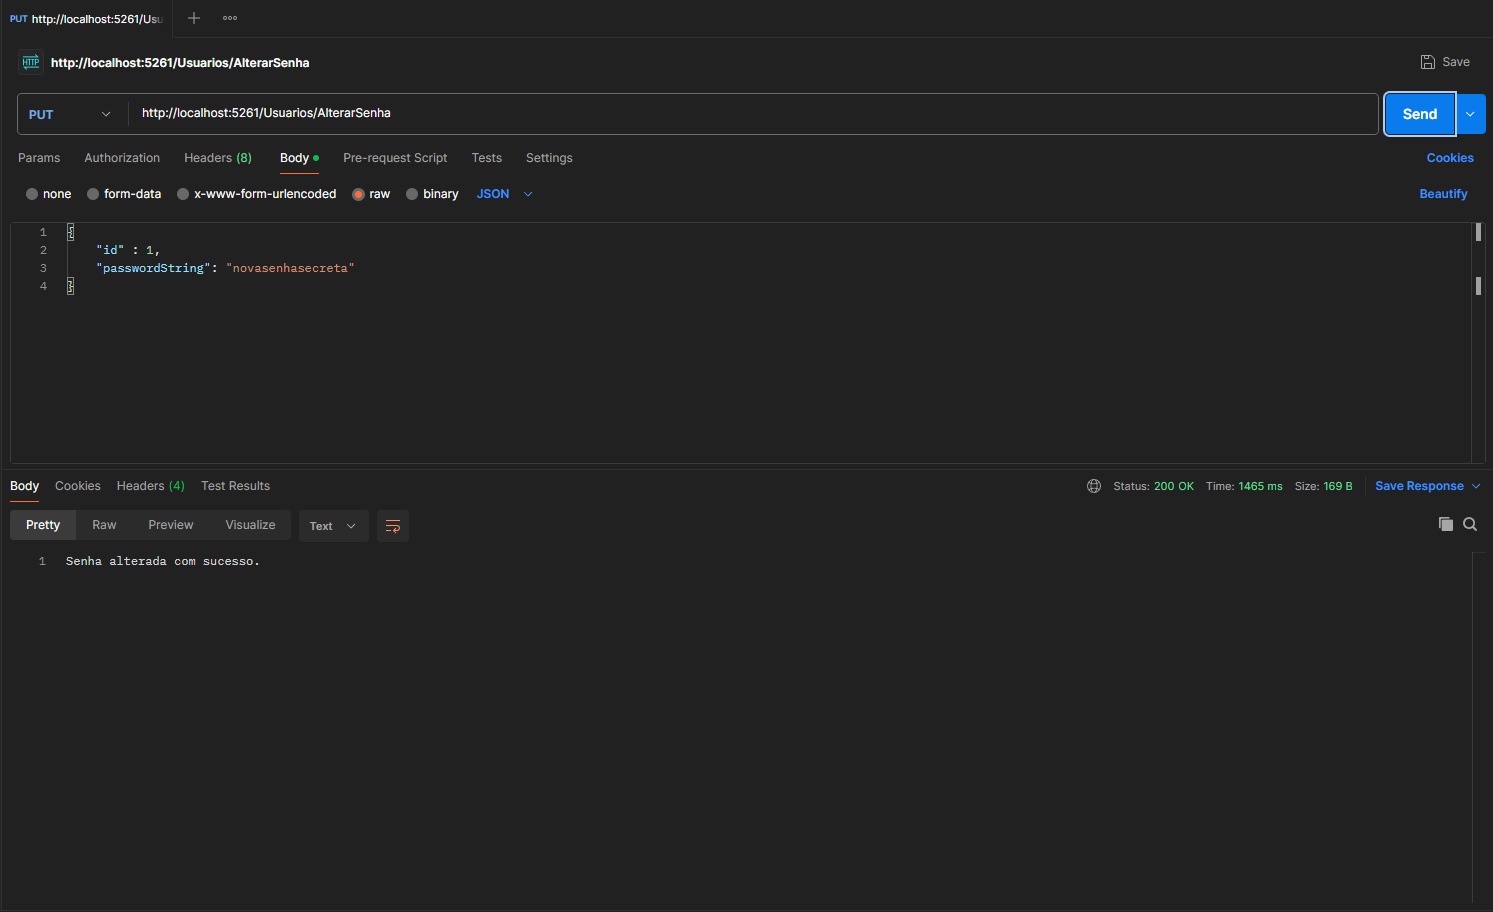 PUT http://localhost:5261/Usu
HTTP http://localhost:5261/Usuarios/AlterarSenha
Save
PUT http://localhost:5261/Usuarios/AlterarSenha
Send
Params Authorization Headers (8) Body Pre-request Script Tests Settings
Cookies
none form-data x-www-form-urlencoded raw binary JSON
Beautify
1 {
2 "id" : 1,
3 "passwordString": "novasenhasecreta"
4 }
Body Cookies Headers (4) Test Results
Status: 200 OK Time: 1465 ms Size: 169 B Save Response
Pretty Raw Preview Visualize Text
1 Senha alterada com sucesso.